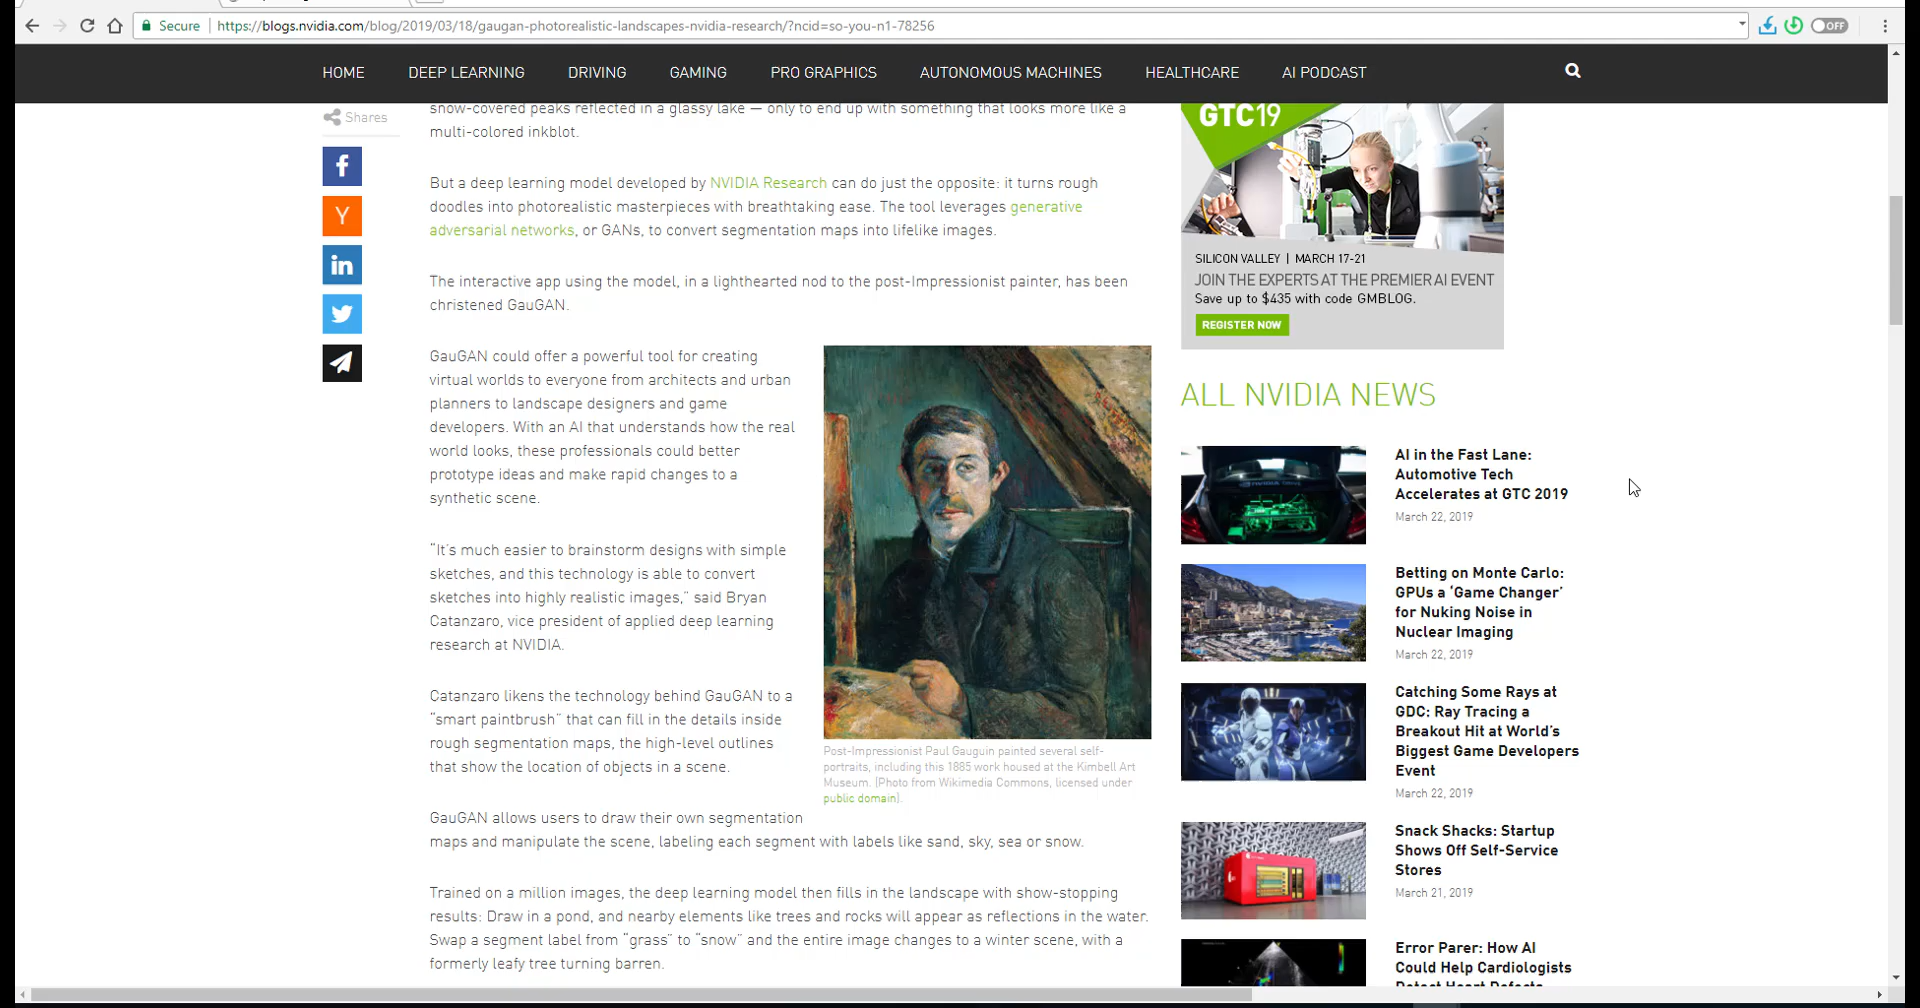 Secure
https://blogs.nvidia.com/blog/2019/03/18/gaugan-photorealistic-landscapes-nvidia-research/?ncid=so-you-n1-78256
OFF
HOME
DEEP LEARNING
DRIVING
GAMING
PRO GRAPHICS
AUTONOMOUS MACHINES
HEALTHCARE
AI PODCAST
Shares
snow-covered peaks reflected in a glassy lake — only to end up with something that looks more like a
multi-colored inkblot.
But a deep learning model developed by NVIDIA Research can do just the opposite: it turns rough
doodles into photorealistic masterpieces with breathtaking ease. The tool leverages generative
adversarial networks, or GANs, to convert segmentation maps into lifelike images.
The interactive app using the model, in a lighthearted nod to the post-Impressionist painter, has been
christened GauGAN.
GauGAN could offer a powerful tool for creating
virtual worlds to everyone from architects and urban
planners to landscape designers and game
developers. With an AI that understands how the real
world looks, these professionals could better
prototype ideas and make rapid changes to a
synthetic scene.
“It’s much easier to brainstorm designs with simple
sketches, and this technology is able to convert
sketches into highly realistic images,” said Bryan
Catanzaro, vice president of applied deep learning
research at NVIDIA.
Catanzaro likens the technology behind GauGAN to a
“smart paintbrush” that can fill in the details inside
rough segmentation maps, the high-level outlines
that show the location of objects in a scene.
Post-Impressionist Paul Gauguin painted several self-
portraits, including this 1885 work housed at the Kimbell Art
Museum. (Photo from Wikimedia Commons, licensed under
public domain).
GauGAN allows users to draw their own segmentation
maps and manipulate the scene, labeling each segment with labels like sand, sky, sea or snow.
Trained on a million images, the deep learning model then fills in the landscape with show-stopping
results: Draw in a pond, and nearby elements like trees and rocks will appear as reflections in the water.
Swap a segment label from “grass” to “snow” and the entire image changes to a winter scene, with a
formerly leafy tree turning barren.
GTC19
SILICON VALLEY | MARCH 17-21
JOIN THE EXPERTS AT THE PREMIER AI EVENT
Save up to $435 with code GMBLOG.
REGISTER NOW
ALL NVIDIA NEWS
AI in the Fast Lane:
Automotive Tech
Accelerates at GTC 2019
March 22, 2019
Betting on Monte Carlo:
GPUs a ‘Game Changer’
for Nuking Noise in
Nuclear Imaging
March 22, 2019
Catching Some Rays at
GDC: Ray Tracing a
Breakout Hit at World’s
Biggest Game Developers
Event
March 22, 2019
Snack Shacks: Startup
Shows Off Self-Service
Stores
March 21, 2019
Error Parer: How AI
Could Help Cardiologists
Detect Heart Defects